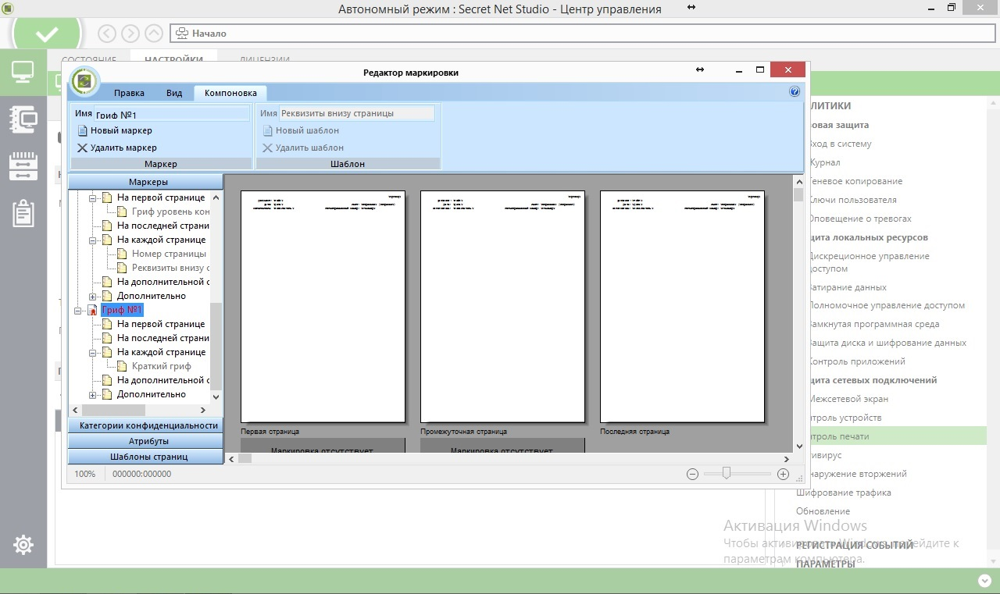 Автономный режим : Secret Net Studio - Центр управления
Начало
СОСТОЯНИЕ НАСТРОЙКИ ЛИЦЕНЗИИ
Редактор маркировки
Правка Вид Компоновка
Имя Гриф №1
Новый маркер
Удалить маркер
Маркер
Имя Реквизиты внизу страницы
Новый шаблон
Удалить шаблон
Шаблон
Маркеры
На первой странице
Гриф уровень кон
На последней страни
На каждой странице
Номер страницы
Реквизиты внизу с
На дополнительной с
Дополнительно
Гриф №1
На первой странице
На последней страни
На каждой странице
Краткий гриф
На дополнительной с
Дополнительно
Категории конфиденциальности
Атрибуты
Шаблоны страниц
Первая страница
Промежуточная страница
Последняя страница
Маркировка отсутствует
Маркировка отсутствует
100% 000000:000000
ЛИТИКИ
овая защита
Вход в систему
Журнал
Теневое копирование
Ключи пользователя
Оповещение о тревогах
щита локальных ресурсов
Дискреционное управление
доступом
Затирание данных
Полномочное управление доступом
Замкнутая программная среда
Защита диска и шифрование данных
Контроль приложений
щита сетевых подключений
Межсетевой экран
нтроль устройств
нтроль печати
тивирус
наружение вторжений
Шифрование трафика
Обновление
РЕГИСТРАЦИЯ СОБЫТИЙ
ПАРАМЕТРЫ
Активация Windows
Чтобы активировать Windows, перейдите к
параметрам компьютера.